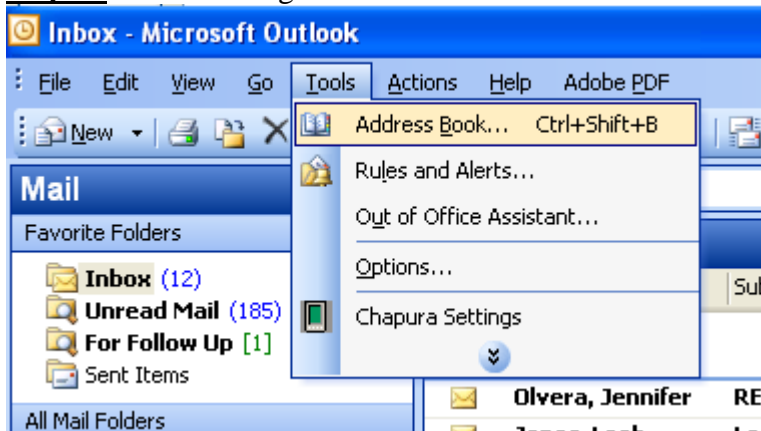 Inbox - Microsoft Outlook
File Edit View Go Tools Actions Help Adobe PDF
New
Address Book... Ctrl+Shift+B
Rules and Alerts...
Out of Office Assistant...
Options...
Chapura Settings
Mail
Favorite Folders
Inbox (12)
Unread Mail (185)
For Follow Up [1]
Sent Items
All Mail Folders
Olvera, Jennifer RE